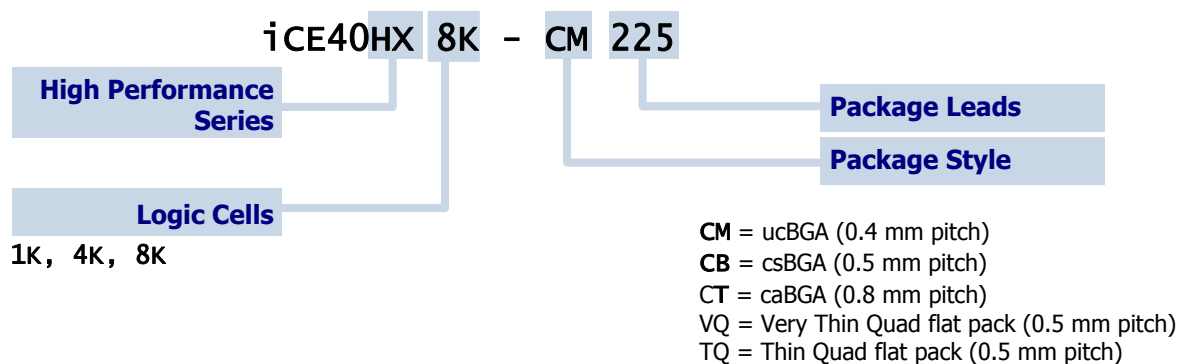 iCE40HX 8K - CM 225
High Performance
Series
Package Leads
Package Style
Logic Cells
1K, 4K, 8K
CM = ucBGA (0.4 mm pitch)
CB = csBGA (0.5 mm pitch)
CT = caBGA (0.8 mm pitch)
VQ = Very Thin Quad flat pack (0.5 mm pitch)
TQ = Thin Quad flat pack (0.5 mm pitch)